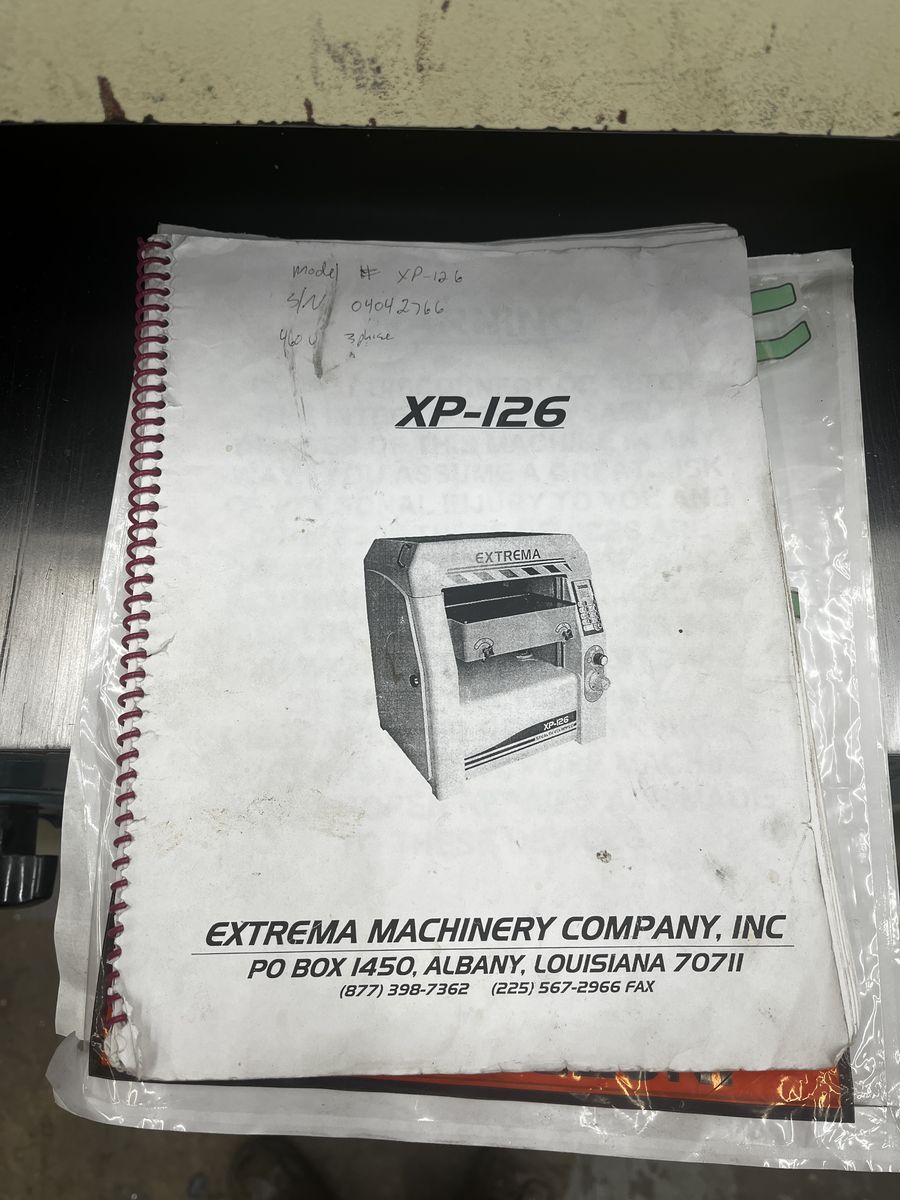 Model # XP-126
S/N 04042766
460 V 3 phase
XP-126
EXTREMA
XP-126
EXTREMA MACHINERY COMPANY, INC
PO BOX 1450, ALBANY, LOUISIANA 70711
(877) 398-7362 (225) 567-2966 FAX